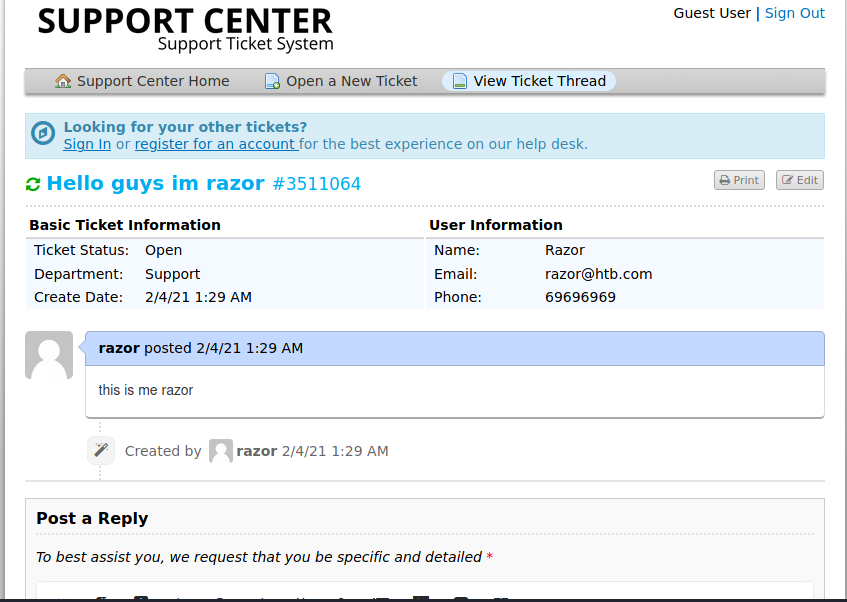 SUPPORT CENTER
Support Ticket System
Guest User | Sign Out
Support Center Home Open a New Ticket View Ticket Thread
Looking for your other tickets?
Sign In or register for an account for the best experience on our help desk.
Hello guys im razor #3511064
Print Edit
Basic Ticket Information
Ticket Status: Open
Department: Support
Create Date: 2/4/21 1:29 AM
User Information
Name: Razor
Email: razor@htb.com
Phone: 69696969
razor posted 2/4/21 1:29 AM
this is me razor
Created by razor 2/4/21 1:29 AM
Post a Reply
To best assist you, we request that you be specific and detailed *